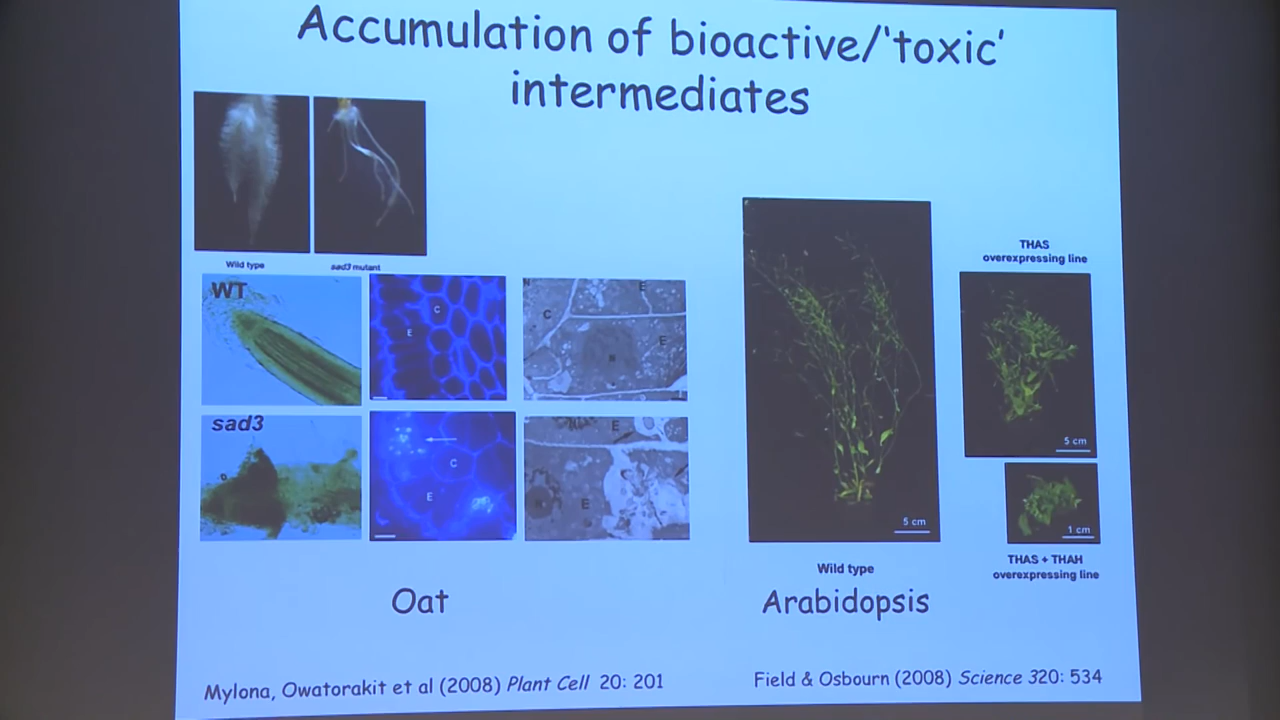 Accumulation of bioactive/‘toxic’
intermediates
Wild type
sad3 mutant
WT
C
E
N
E
C
E
N
sad3
C
E
E
N
E
5 cm
Wild type
THAS
overexpressing line
5 cm
1 cm
THAS + THAH
overexpressing line
Oat
Arabidopsis
Mylona, Owatorakit et al (2008) Plant Cell 20: 201
Field & Osbourn (2008) Science 320: 534